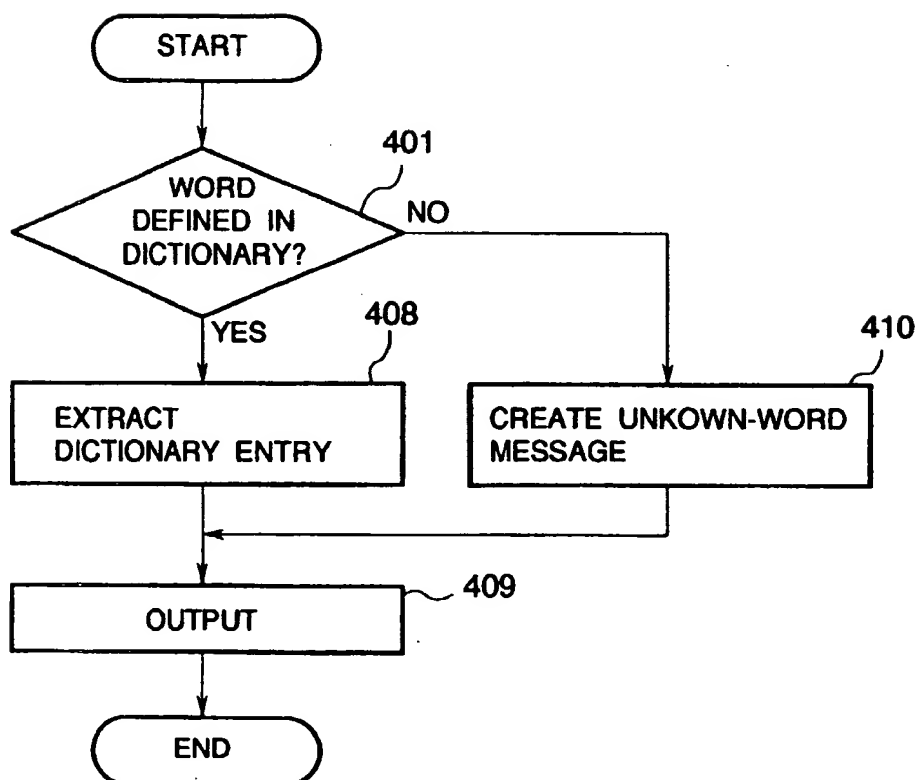 START
401
WORD
DEFINED IN
DICTIONARY?
NO
YES
408
410
EXTRACT
DICTIONARY ENTRY
CREATE UNKOWN-WORD
MESSAGE
409
OUTPUT
END